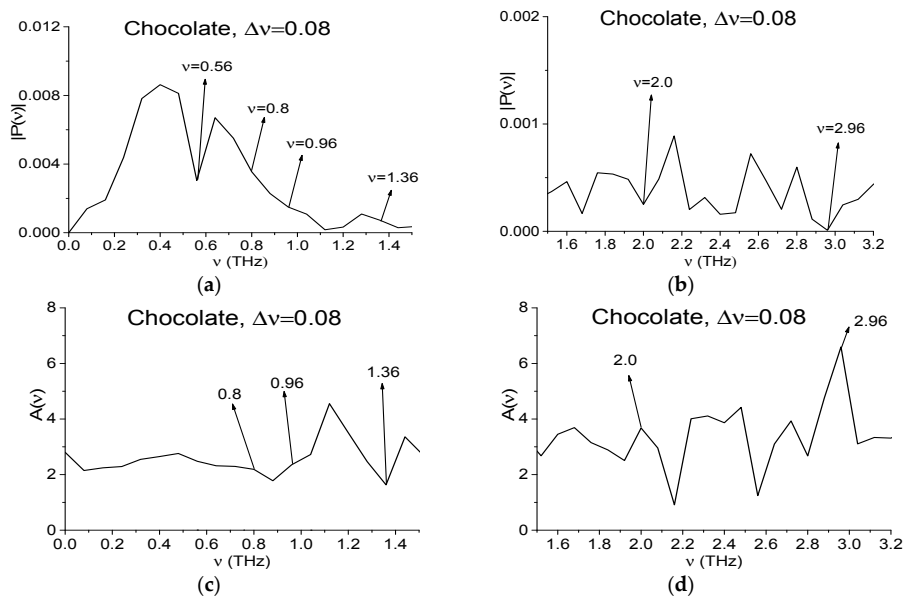 Chocolate, Δν=0.08
|P(ν)|
0.012
0.008
0.004
0.000
ν=0.56
ν=0.8
ν=0.96
ν=1.36
0.0 0.2 0.4 0.6 0.8 1.0 1.2 1.4
ν (THz)
(a)
Chocolate, Δν=0.08
|P(ν)|
0.002
0.001
0.000
ν=2.0
ν=2.96
1.6 1.8 2.0 2.2 2.4 2.6 2.8 3.0 3.2
ν (THz)
(b)
Chocolate, Δν=0.08
A(ν)
8
6
4
2
0
0.8
0.96
1.36
0.0 0.2 0.4 0.6 0.8 1.0 1.2 1.4
ν (THz)
(c)
Chocolate, Δν=0.08
A(ν)
8
6
4
2
0
2.0
2.96
1.6 1.8 2.0 2.2 2.4 2.6 2.8 3.0 3.2
ν (THz)
(d)